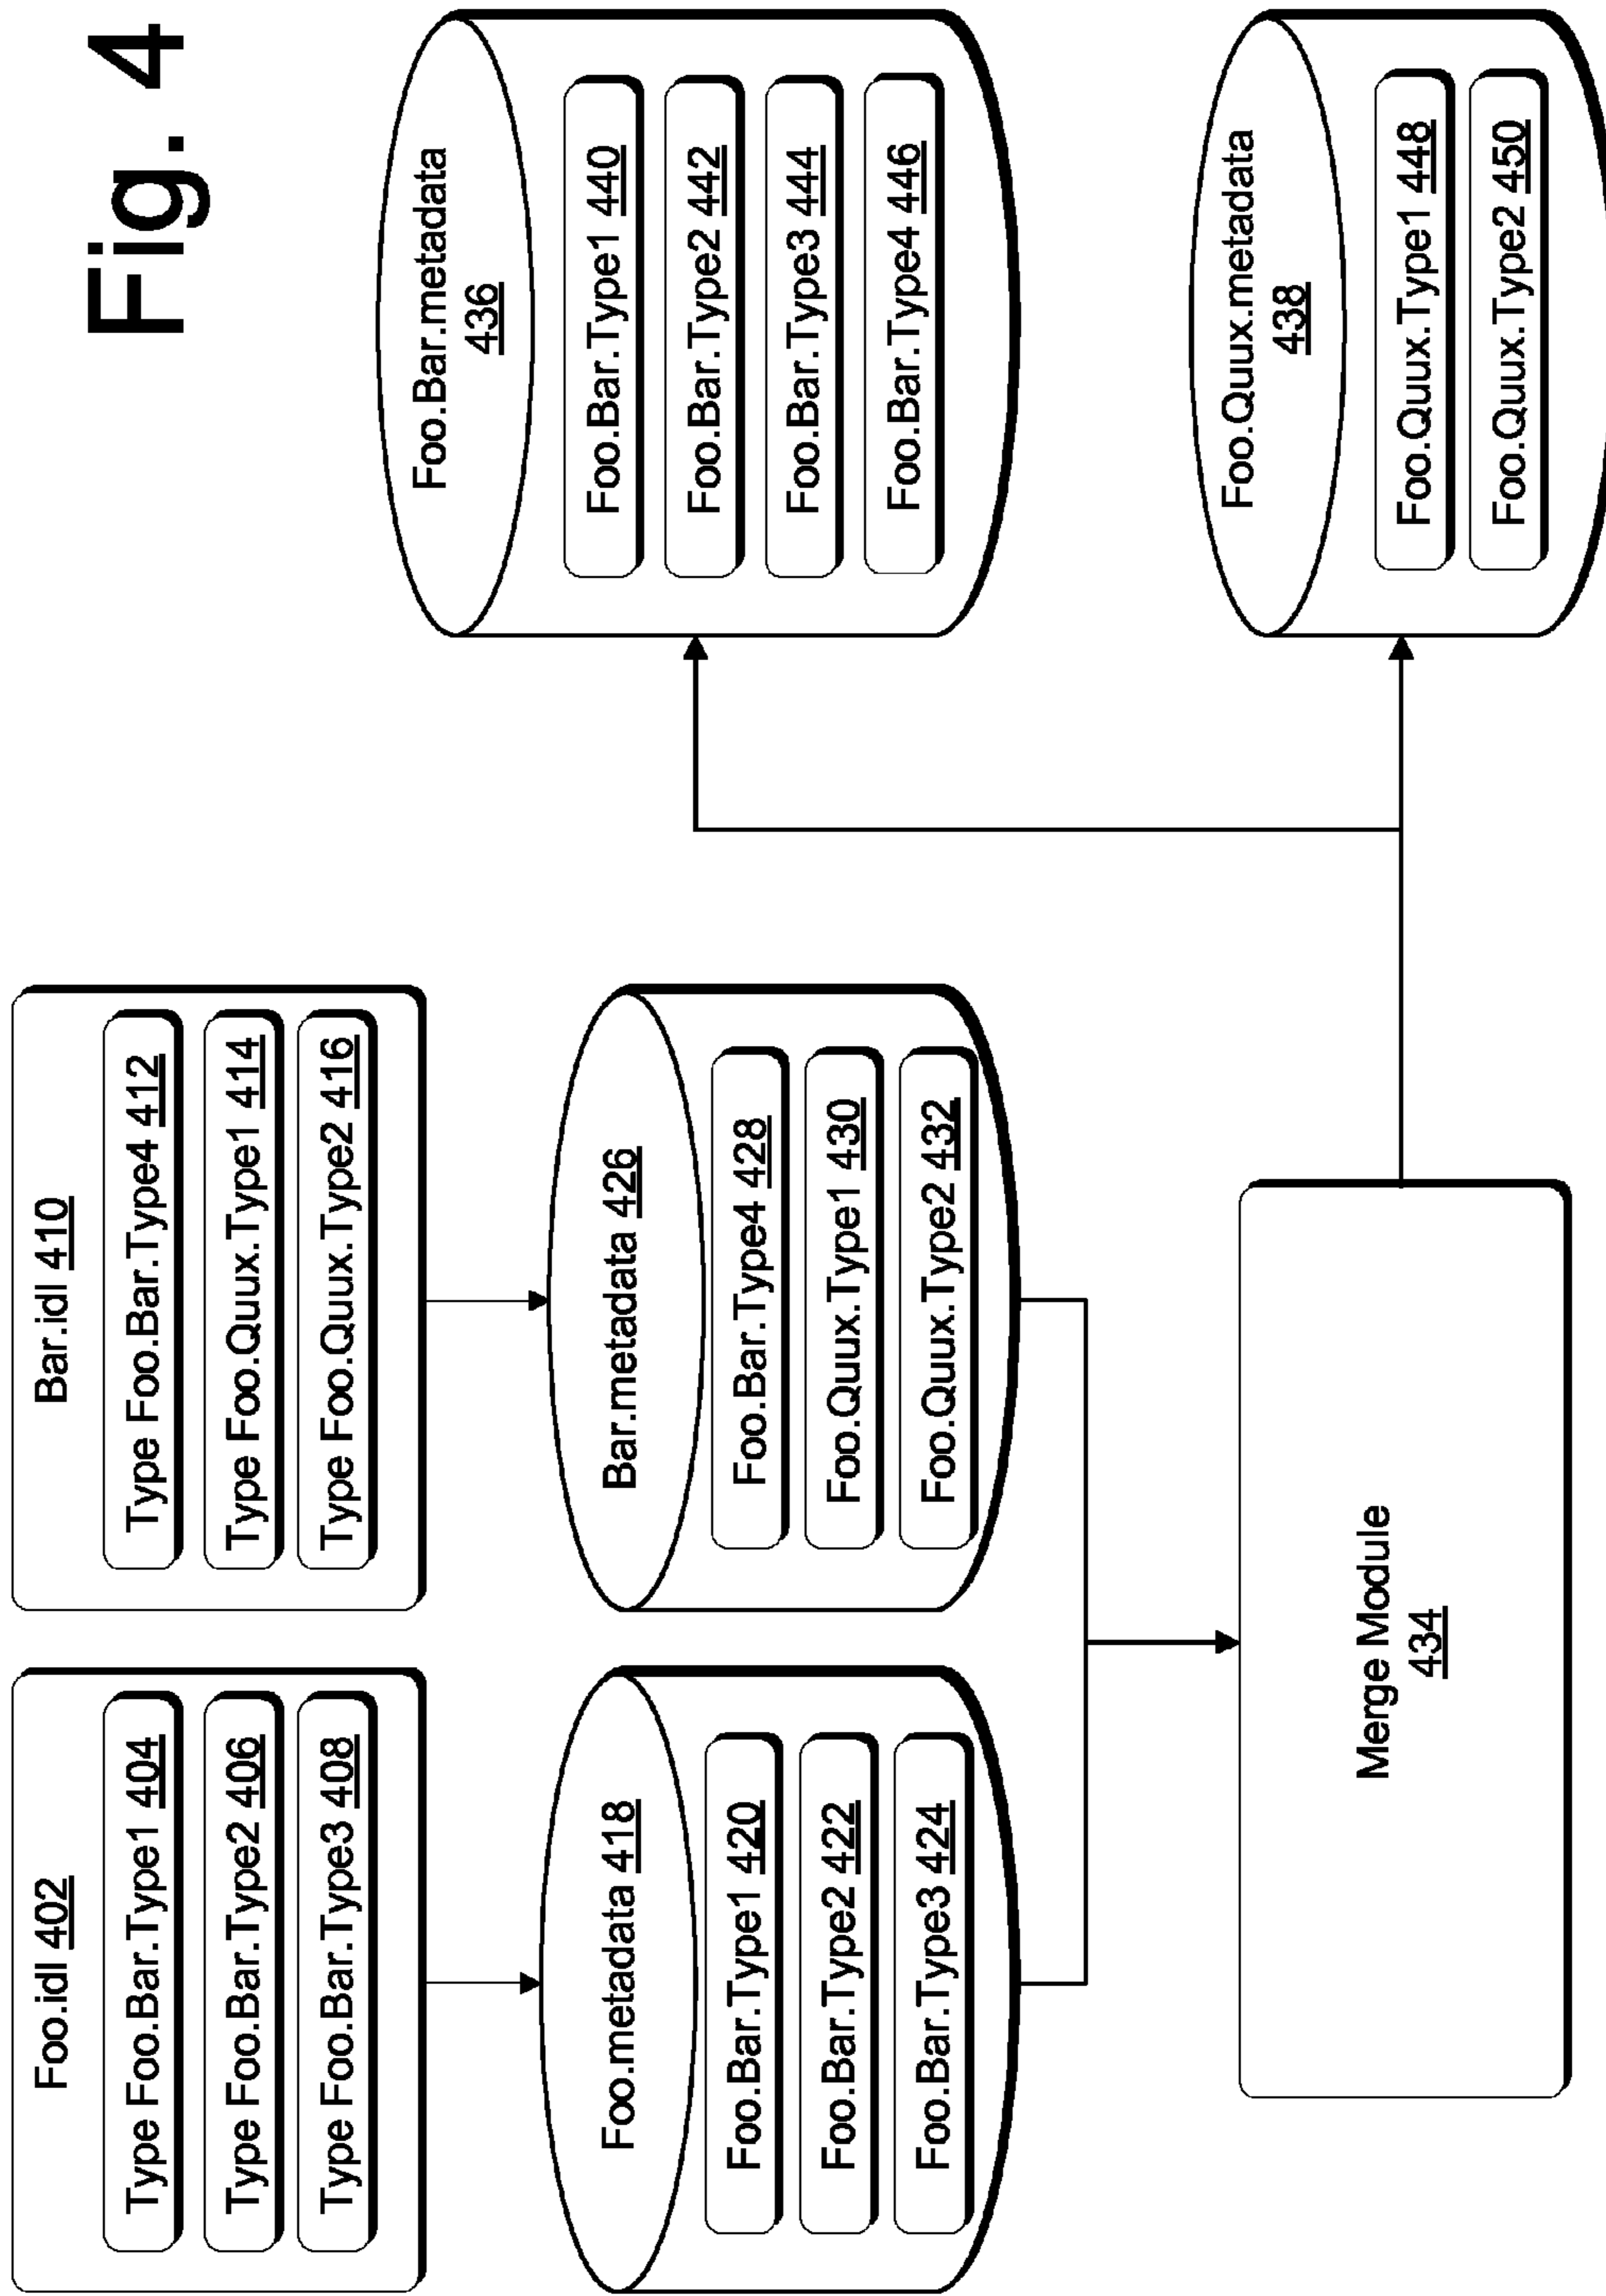 Foo.idl 402
Type Foo.Bar.Type1 404
Type Foo.Bar.Type2 406
Type Foo.Bar.Type3 408
Bar.idl 410
Type Foo.Bar.Type4 412
Type Foo.Quux.Type1 414
Type Foo.Quux.Type2 416
Foo.metadata 418
Foo.Bar.Type1 420
Foo.Bar.Type2 422
Foo.Bar.Type3 424
Bar.metadata 426
Foo.Bar.Type4 428
Foo.Quux.Type1 430
Foo.Quux.Type2 432
Merge Module
434
Fig. 4
Foo.Bar.metadata
436
Foo.Bar.Type1 440
Foo.Bar.Type2 442
Foo.Bar.Type3 444
Foo.Bar.Type4 446
Foo.Quux.metadata
438
Foo.Quux.Type1 448
Foo.Quux.Type2 450